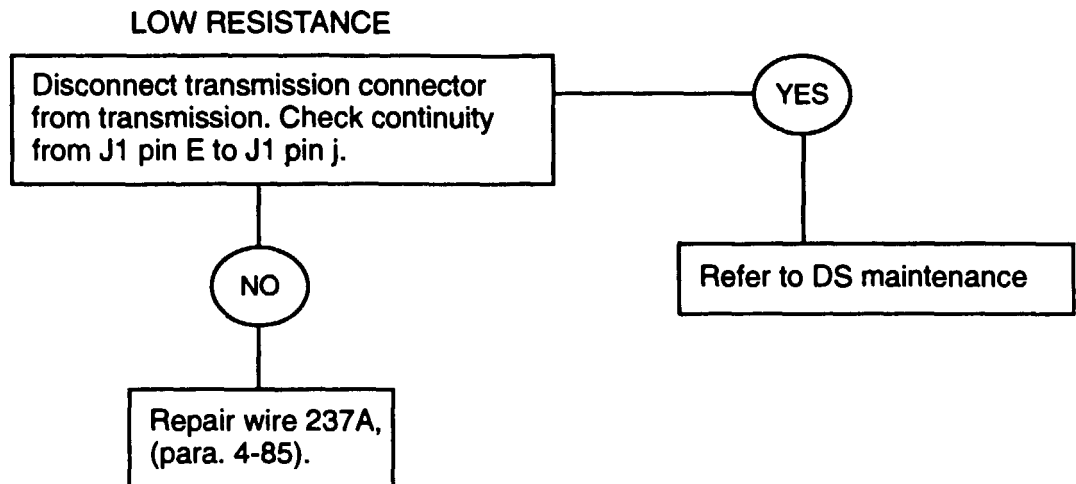 LOW RESISTANCE
Disconnect transmission connector
from transmission. Check continuity
from J1 pin E to J1 pin j.
YES
NO
Refer to DS maintenance
Repair wire 237A,
(para. 4-85).